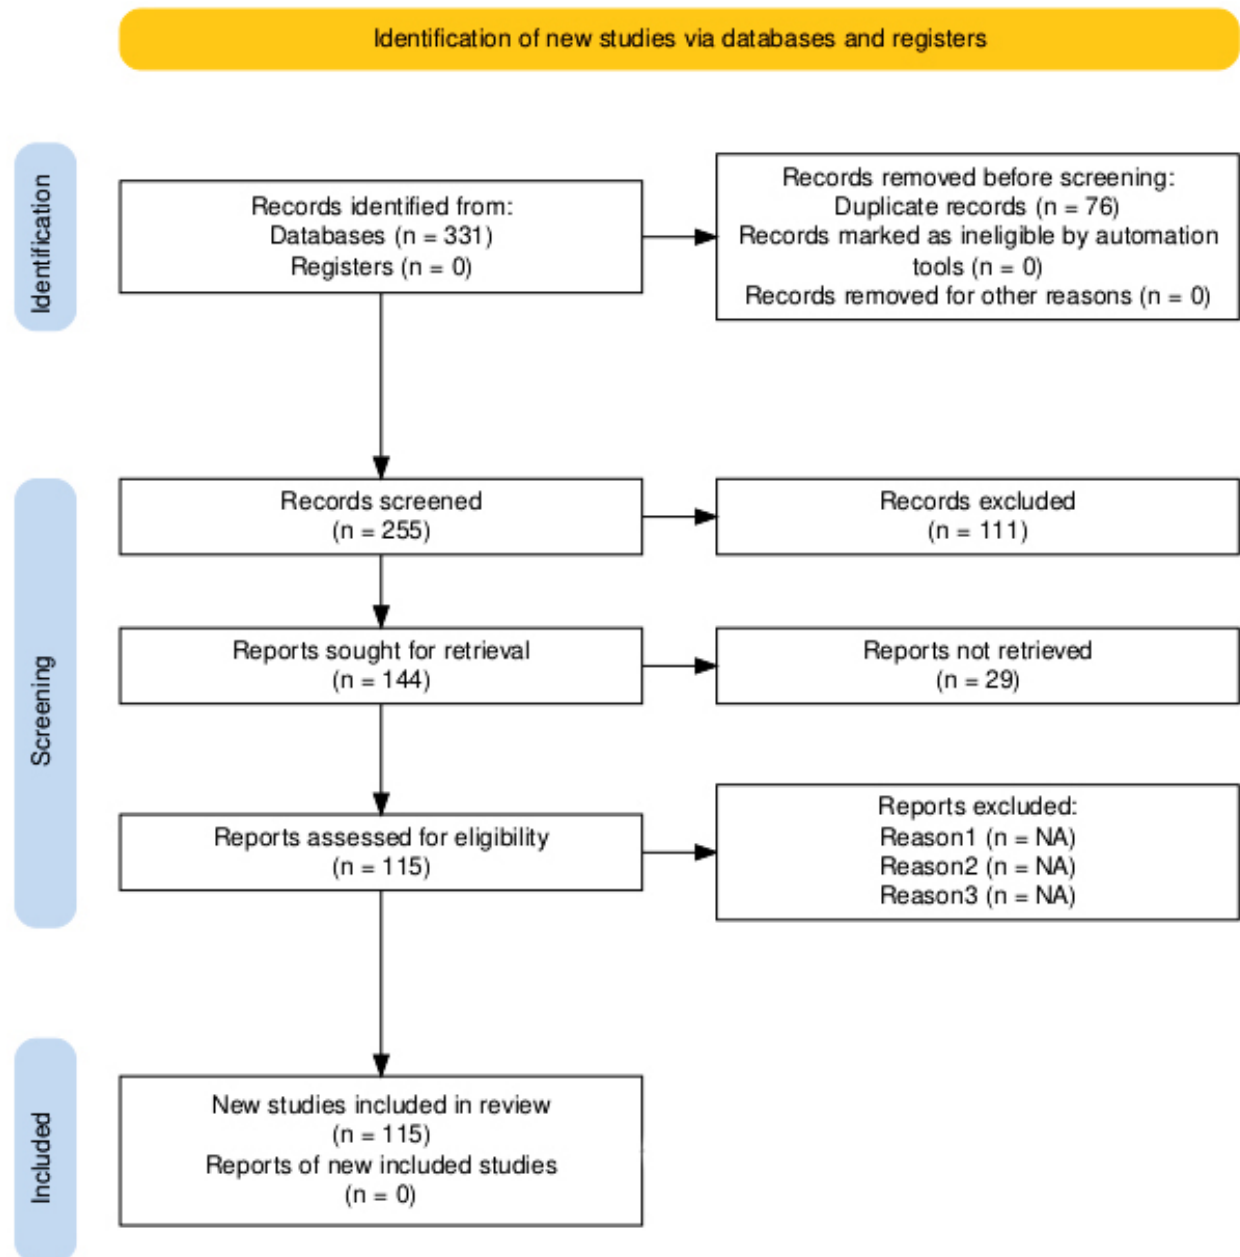 Identification of new studies via databases and registers
Identification
Records identified from:
Databases (n = 331)
Registers (n = 0)
Records removed before screening:
Duplicate records (n = 76)
Records marked as ineligible by automation
tools (n = 0)
Records removed for other reasons (n = 0)
Screening
Records screened
(n = 255)
Records excluded
(n = 111)
Reports sought for retrieval
(n = 144)
Reports not retrieved
(n = 29)
Reports assessed for eligibility
(n = 115)
Reports excluded:
Reason1 (n = NA)
Reason2 (n = NA)
Reason3 (n = NA)
Included
New studies included in review
(n = 115)
Reports of new included studies
(n = 0)